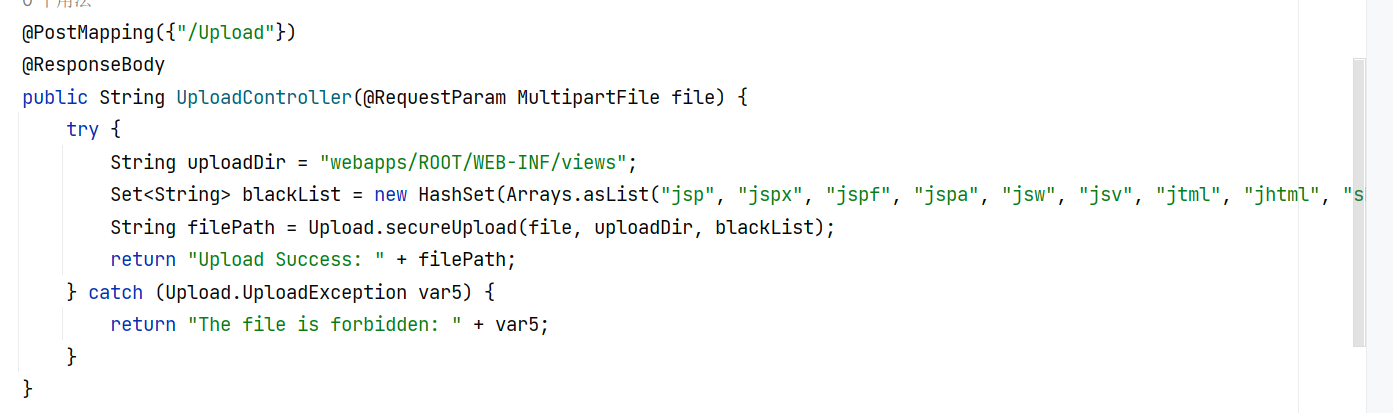 @PostMapping({"/Upload"})
@ResponseBody
public String UploadController(@RequestParam MultipartFile file) {
try {
String uploadDir = "webapps/ROOT/WEB-INF/views";
Set<String> blackList = new HashSet(Arrays.asList("jsp", "jspx", "jspf", "jspa", "jsw", "jsv", "jtml", "jhtml", "s
String filePath = Upload.secureUpload(file, uploadDir, blackList);
return "Upload Success: " + filePath;
} catch (Upload.UploadException var5) {
return "The file is forbidden: " + var5;
}
}